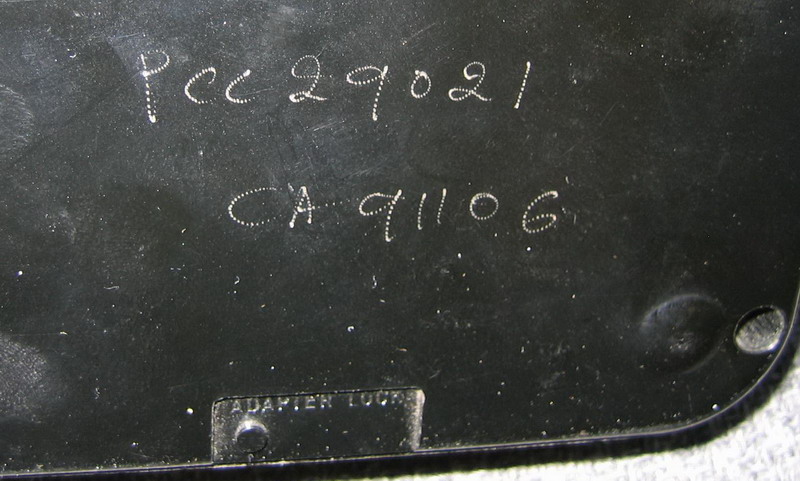 PCC 29021
CA 91106
ADAPTER LOCK